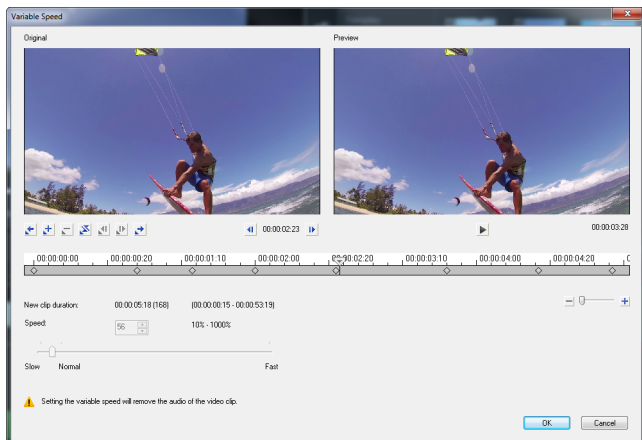 Variable Speed
Original
Preview
00:00:02:23
00:00:03:28
00:00:00:00 00:00:00:20 00:00:01:10 00:00:02:00 00:00:02:20 00:00:03:10 00:00:04:00 00:00:04:20
New clip duration: 00:00:05:18 (168) (00:00:00:15 - 00:00:53:19)
Speed: 56 10% - 1000%
Slow Normal Fast
Setting the variable speed will remove the audio of the video clip.
OK Cancel